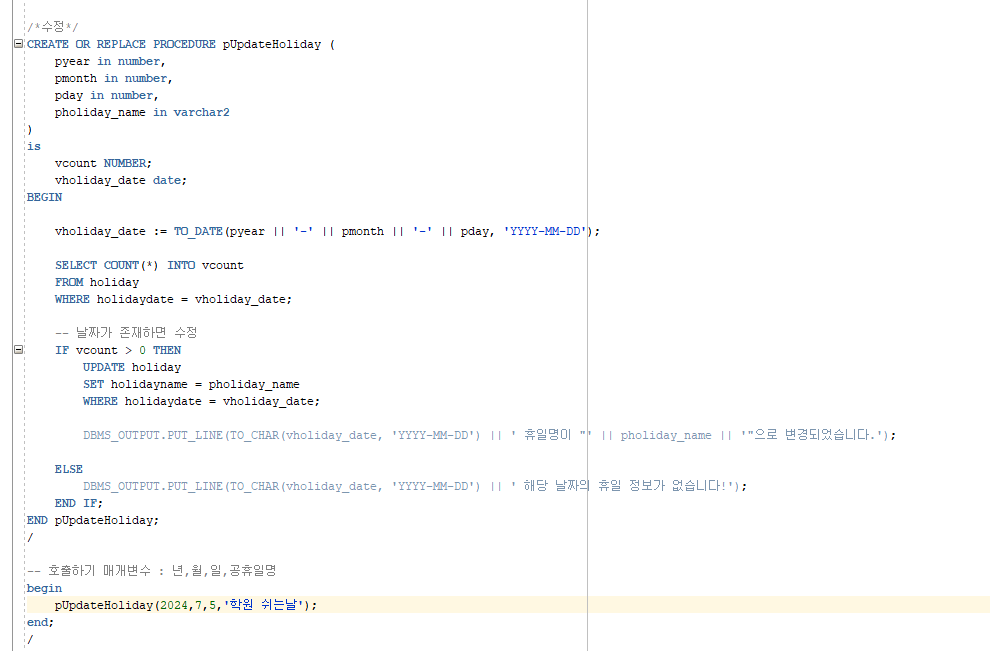 /*수정*/
CREATE OR REPLACE PROCEDURE pUpdateHoliday (
    pyear in number,
    pmonth in number,
    pday in number,
    pholiday_name in varchar2
)
is
    vcount NUMBER;
    vholiday_date date;
BEGIN
    vholiday_date := TO_DATE(pyear || '-' || pmonth || '-' || pday, 'YYYY-MM-DD');
    SELECT COUNT(*) INTO vcount
    FROM holiday
    WHERE holidaydate = vholiday_date;
    -- 날짜가 존재하면 수정
    IF vcount > 0 THEN
        UPDATE holiday
        SET holidayname = pholiday_name
        WHERE holidaydate = vholiday_date;
        DBMS_OUTPUT.PUT_LINE(TO_CHAR(vholiday_date, 'YYYY-MM-DD') || ' 휴일명이 "' || pholiday_name || '"으로 변경되었습니다.');
    ELSE
        DBMS_OUTPUT.PUT_LINE(TO_CHAR(vholiday_date, 'YYYY-MM-DD') || ' 해당 날짜의 휴일 정보가 없습니다!');
    END IF;
END pUpdateHoliday;
/
-- 호출하기 매개변수 : 년,월,일,공휴일명
begin
    pUpdateHoliday(2024,7,5,'학원 쉬는날');
end;
/